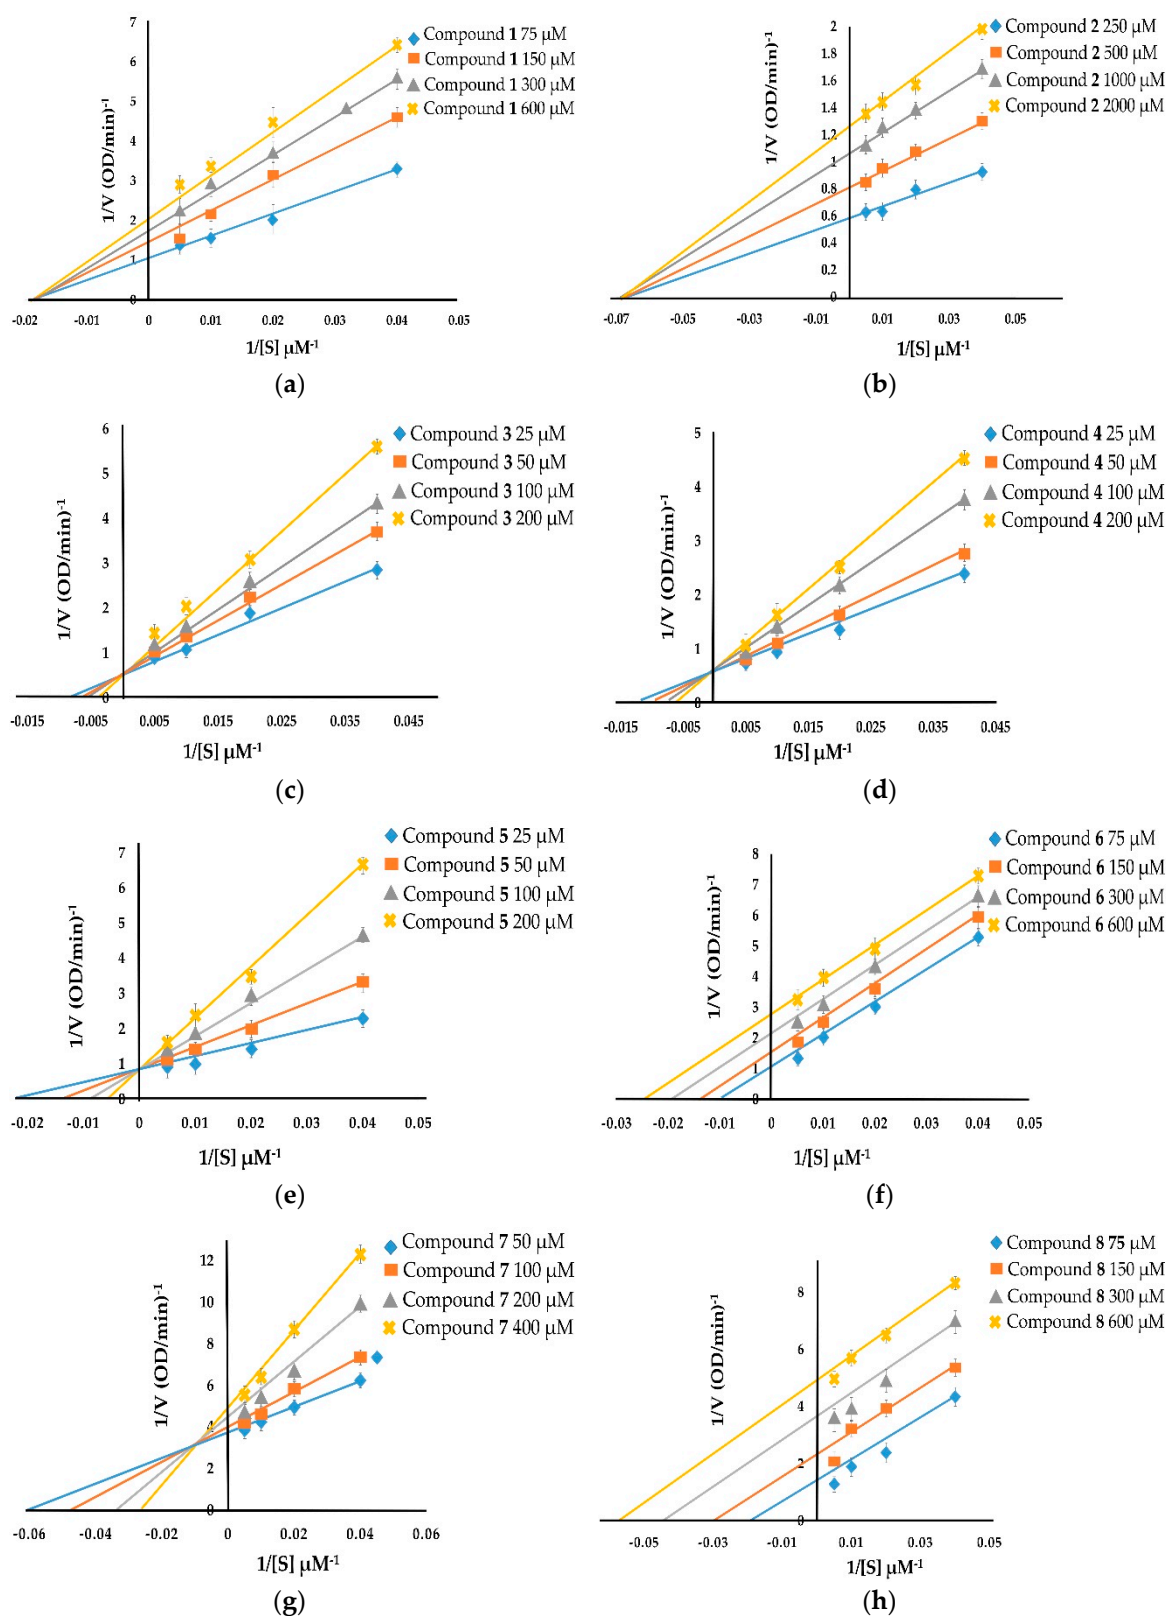 7
6
5
4
3
2
1
0
1/V (OD/min)-1
-0.02 -0.01 0 0.01 0.02 0.03 0.04 0.05
1/[S] µM-1
Compound 1 75 µM
Compound 1 150 µM
Compound 1 300 µM
Compound 1 600 µM
(a)
2
1.8
1.6
1.4
1.2
1
0.8
0.6
0.4
0.2
0
1/V (OD/min)-1
-0.07 -0.05 -0.03 -0.01 0.01 0.03 0.05
1/[S] µM-1
Compound 2 250 µM
Compound 2 500 µM
Compound 2 1000 µM
Compound 2 2000 µM
(b)
6
5
4
3
2
1
0
1/V (OD/min)-1
-0.015 -0.005 0.005 0.015 0.025 0.035 0.045
1/[S] µM-1
Compound 3 25 µM
Compound 3 50 µM
Compound 3 100 µM
Compound 3 200 µM
(c)
5
4
3
2
1
0
1/V (OD/min)-1
-0.015 -0.005 0.005 0.015 0.025 0.035 0.045
1/[S] µM-1
Compound 4 25 µM
Compound 4 50 µM
Compound 4 100 µM
Compound 4 200 µM
(d)
7
6
5
4
3
2
1
0
1/V (OD/min)-1
-0.02 -0.01 0 0.01 0.02 0.03 0.04 0.05
1/[S] µM-1
Compound 5 25 µM
Compound 5 50 µM
Compound 5 100 µM
Compound 5 200 µM
(e)
8
7
6
5
4
3
2
1
0
1/V (OD/min)-1
-0.03 -0.02 -0.01 0 0.01 0.02 0.03 0.04 0.05
1/[S] µM-1
Compound 6 75 µM
Compound 6 150 µM
Compound 6 300 µM
Compound 6 600 µM
(f)
12
10
8
6
4
2
0
1/V (OD/min)-1
-0.06 -0.04 -0.02 0 0.02 0.04 0.06
1/[S] µM-1
Compound 7 50 µM
Compound 7 100 µM
Compound 7 200 µM
Compound 7 400 µM
(g)
8
6
4
2
0
1/V (OD/min)-1
-0.05 -0.03 -0.01 0.01 0.03 0.05
1/[S] µM-1
Compound 8 75 µM
Compound 8 150 µM
Compound 8 300 µM
Compound 8 600 µM
(h)